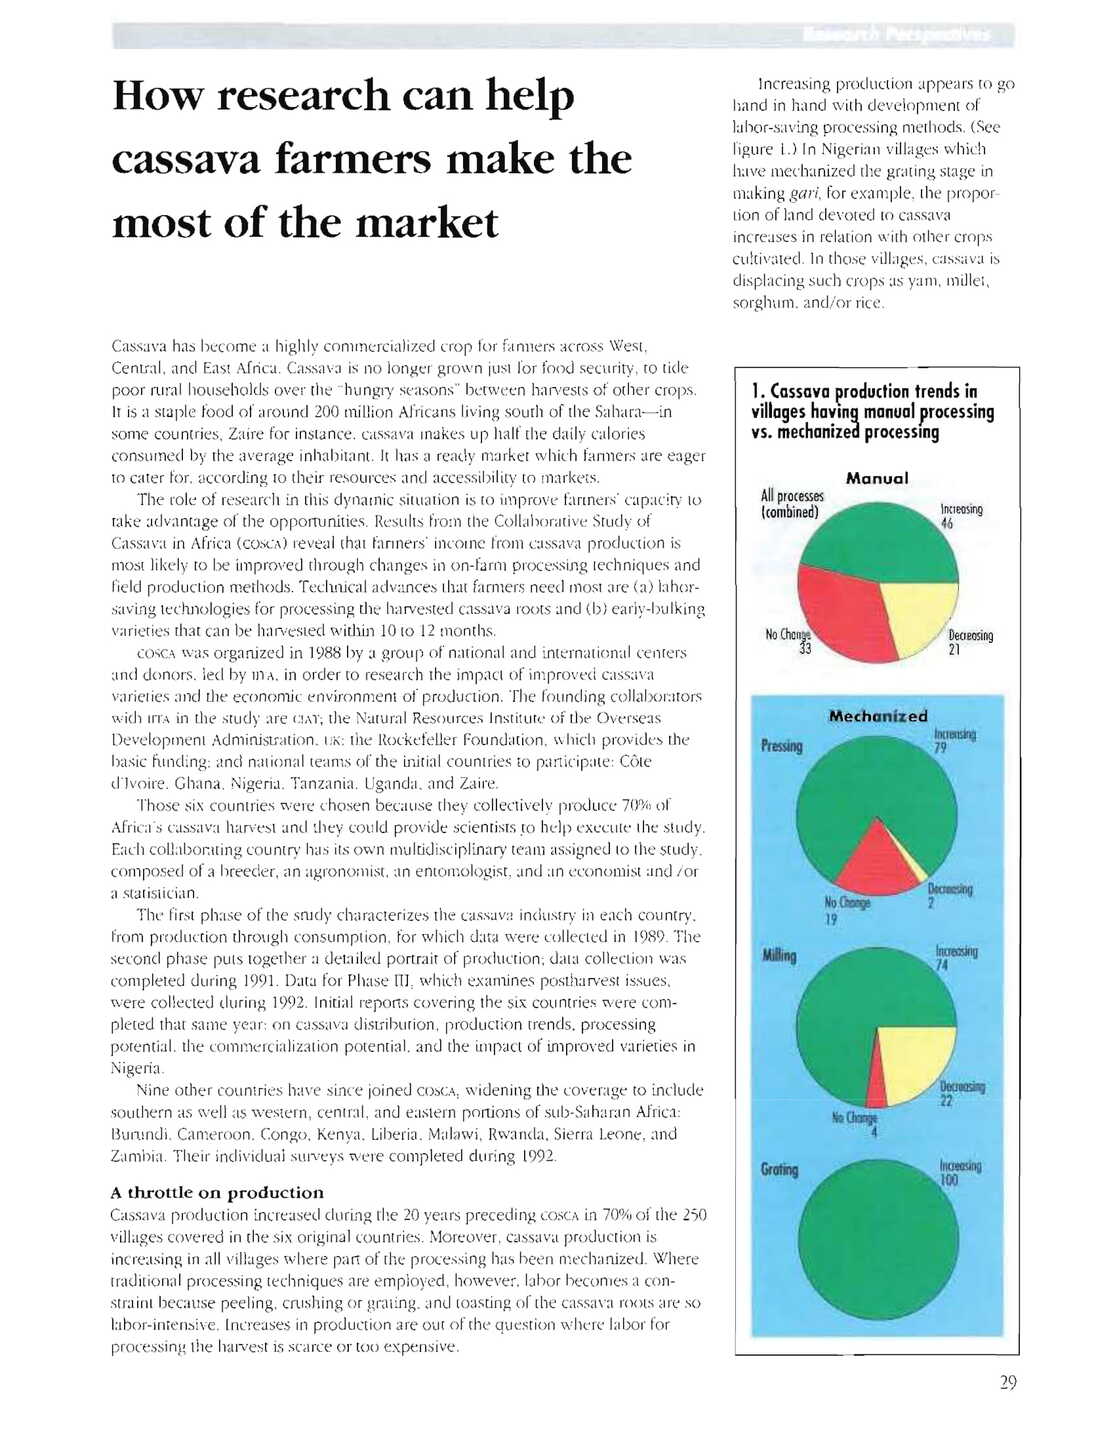 Research Perspectives
How research can help
cassava farmers make the
most of the market
Cassava has become a highly commercialized crop for farmers across West,
Central, and East Africa. Cassava is no longer grown just for food security, to tide
poor rural households over the "hungry seasons" between harvests of other crops.
It is a staple food of around 200 million Africans living south of the Sahara—in
some countries, Zaire for instance, cassava makes up half the daily calories
consumed by the average inhabitant. It has a ready market which farmers are eager
to cater for, according to their resources and accessibility to markets.
The role of research in this dynamic situation is to improve farmers' capacity to
take advantage of the opportunities. Results from the Collaborative Study of
Cassava in Africa (COSCA) reveal that farmers' income from cassava production is
most likely to be improved through changes in on-farm processing techniques and
field production methods. Technical advances that farmers need most are (a) labor-
saving technologies for processing the harvested cassava roots and (b) early-bulking
varieties that can be harvested within 10 to 12 months.
COSCA was organized in 1988 by a group of national and international centers
and donors, led by IITA, in order to research the impact of improved cassava
varieties and the economic environment of production. The founding collaborators
with IITA in the study are CIAT; the Natural Resources Institute of the Overseas
Development Administration, UK; the Rockefeller Foundation, which provides the
basic funding; and national teams of the initial countries to participate: Côte
d'Ivoire, Ghana, Nigeria, Tanzania, Uganda, and Zaire.
Those six countries were chosen because they collectively produce 70% of
Africa's cassava harvest and they could provide scientists to help execute the study.
Each collaborating country has its own multidisciplinary team assigned to the study,
composed of a breeder, an agronomist, an entomologist, and an economist and /or
a statistician.
The first phase of the study characterizes the cassava industry in each country,
from production through consumption, for which data were collected in 1989. The
second phase puts together a detailed portrait of production; data collection was
completed during 1991. Data for Phase III, which examines postharvest issues,
were collected during 1992. Initial reports covering the six countries were com-
pleted that same year: on cassava distribution, production trends, processing
potential, the commercialization potential, and the impact of improved varieties in
Nigeria.
Nine other countries have since joined COSCA, widening the coverage to include
southern as well as western, central, and eastern portions of sub-Saharan Africa:
Burundi, Cameroon, Congo, Kenya, Liberia, Malawi, Rwanda, Sierra Leone, and
Zambia. Their individual surveys were completed during 1992.
A throttle on production
Cassava production increased during the 20 years preceding COSCA in 70% of the 250
villages covered in the six original countries. Moreover, cassava production is
increasing in all villages where part of the processing has been mechanized. Where
traditional processing techniques are employed, however, labor becomes a con-
straint because peeling, crushing or grating, and toasting of the cassava roots are so
labor-intensive. Increases in production are out of the question where labor for
processing the harvest is scarce or too expensive.
Increasing production appears to go
hand in hand with development of
labor-saving processing methods. (See
figure 1.) In Nigerian villages which
have mechanized the grating stage in
making gari, for example, the propor-
tion of land devoted to cassava
increases in relation with other crops
cultivated. In those villages, cassava is
displacing such crops as yam, millet,
sorghum, and/or rice.
1. Cassava production trends in
villages having manual processing
vs. mechanized processing
Manual
All processes
(combined)
Increasing
46
No Change
33
Decreasing
21
Mechanized
Pressing
Increasing
79
Decreasing
2
No Change
19
Milling
Increasing
74
Decreasing
22
No Change
4
Grating
Increasing
100
29